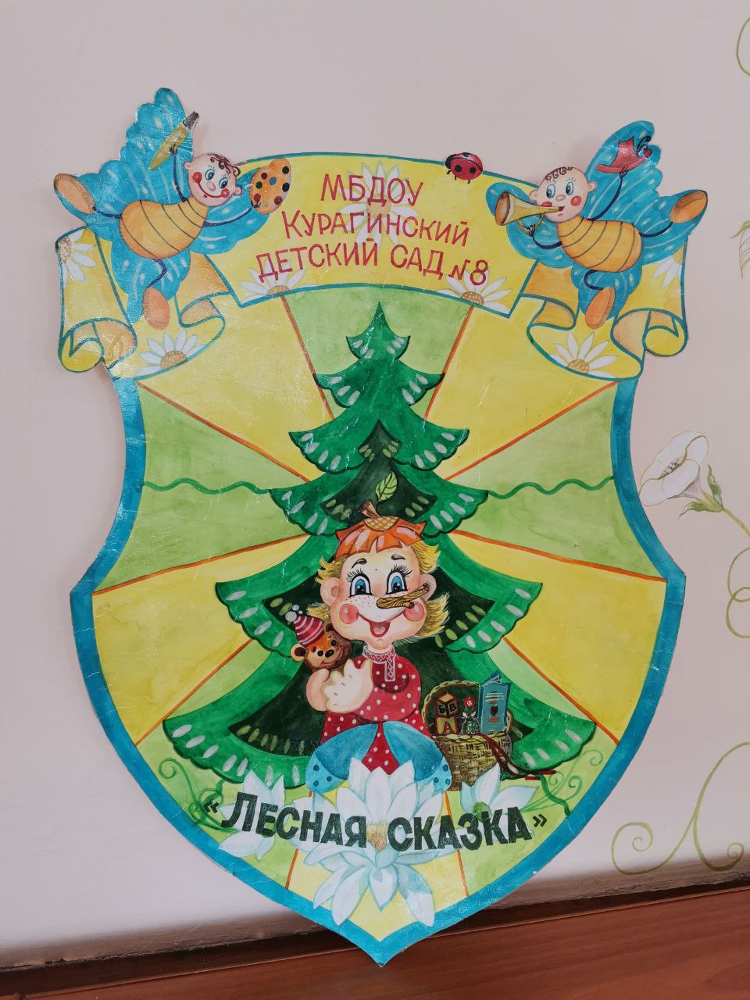 МБДОУ
КУРАГИНСКИЙ
ДЕТСКИЙ САД №8
Б В
А
«ЛЕСНАЯ СКАЗКА»